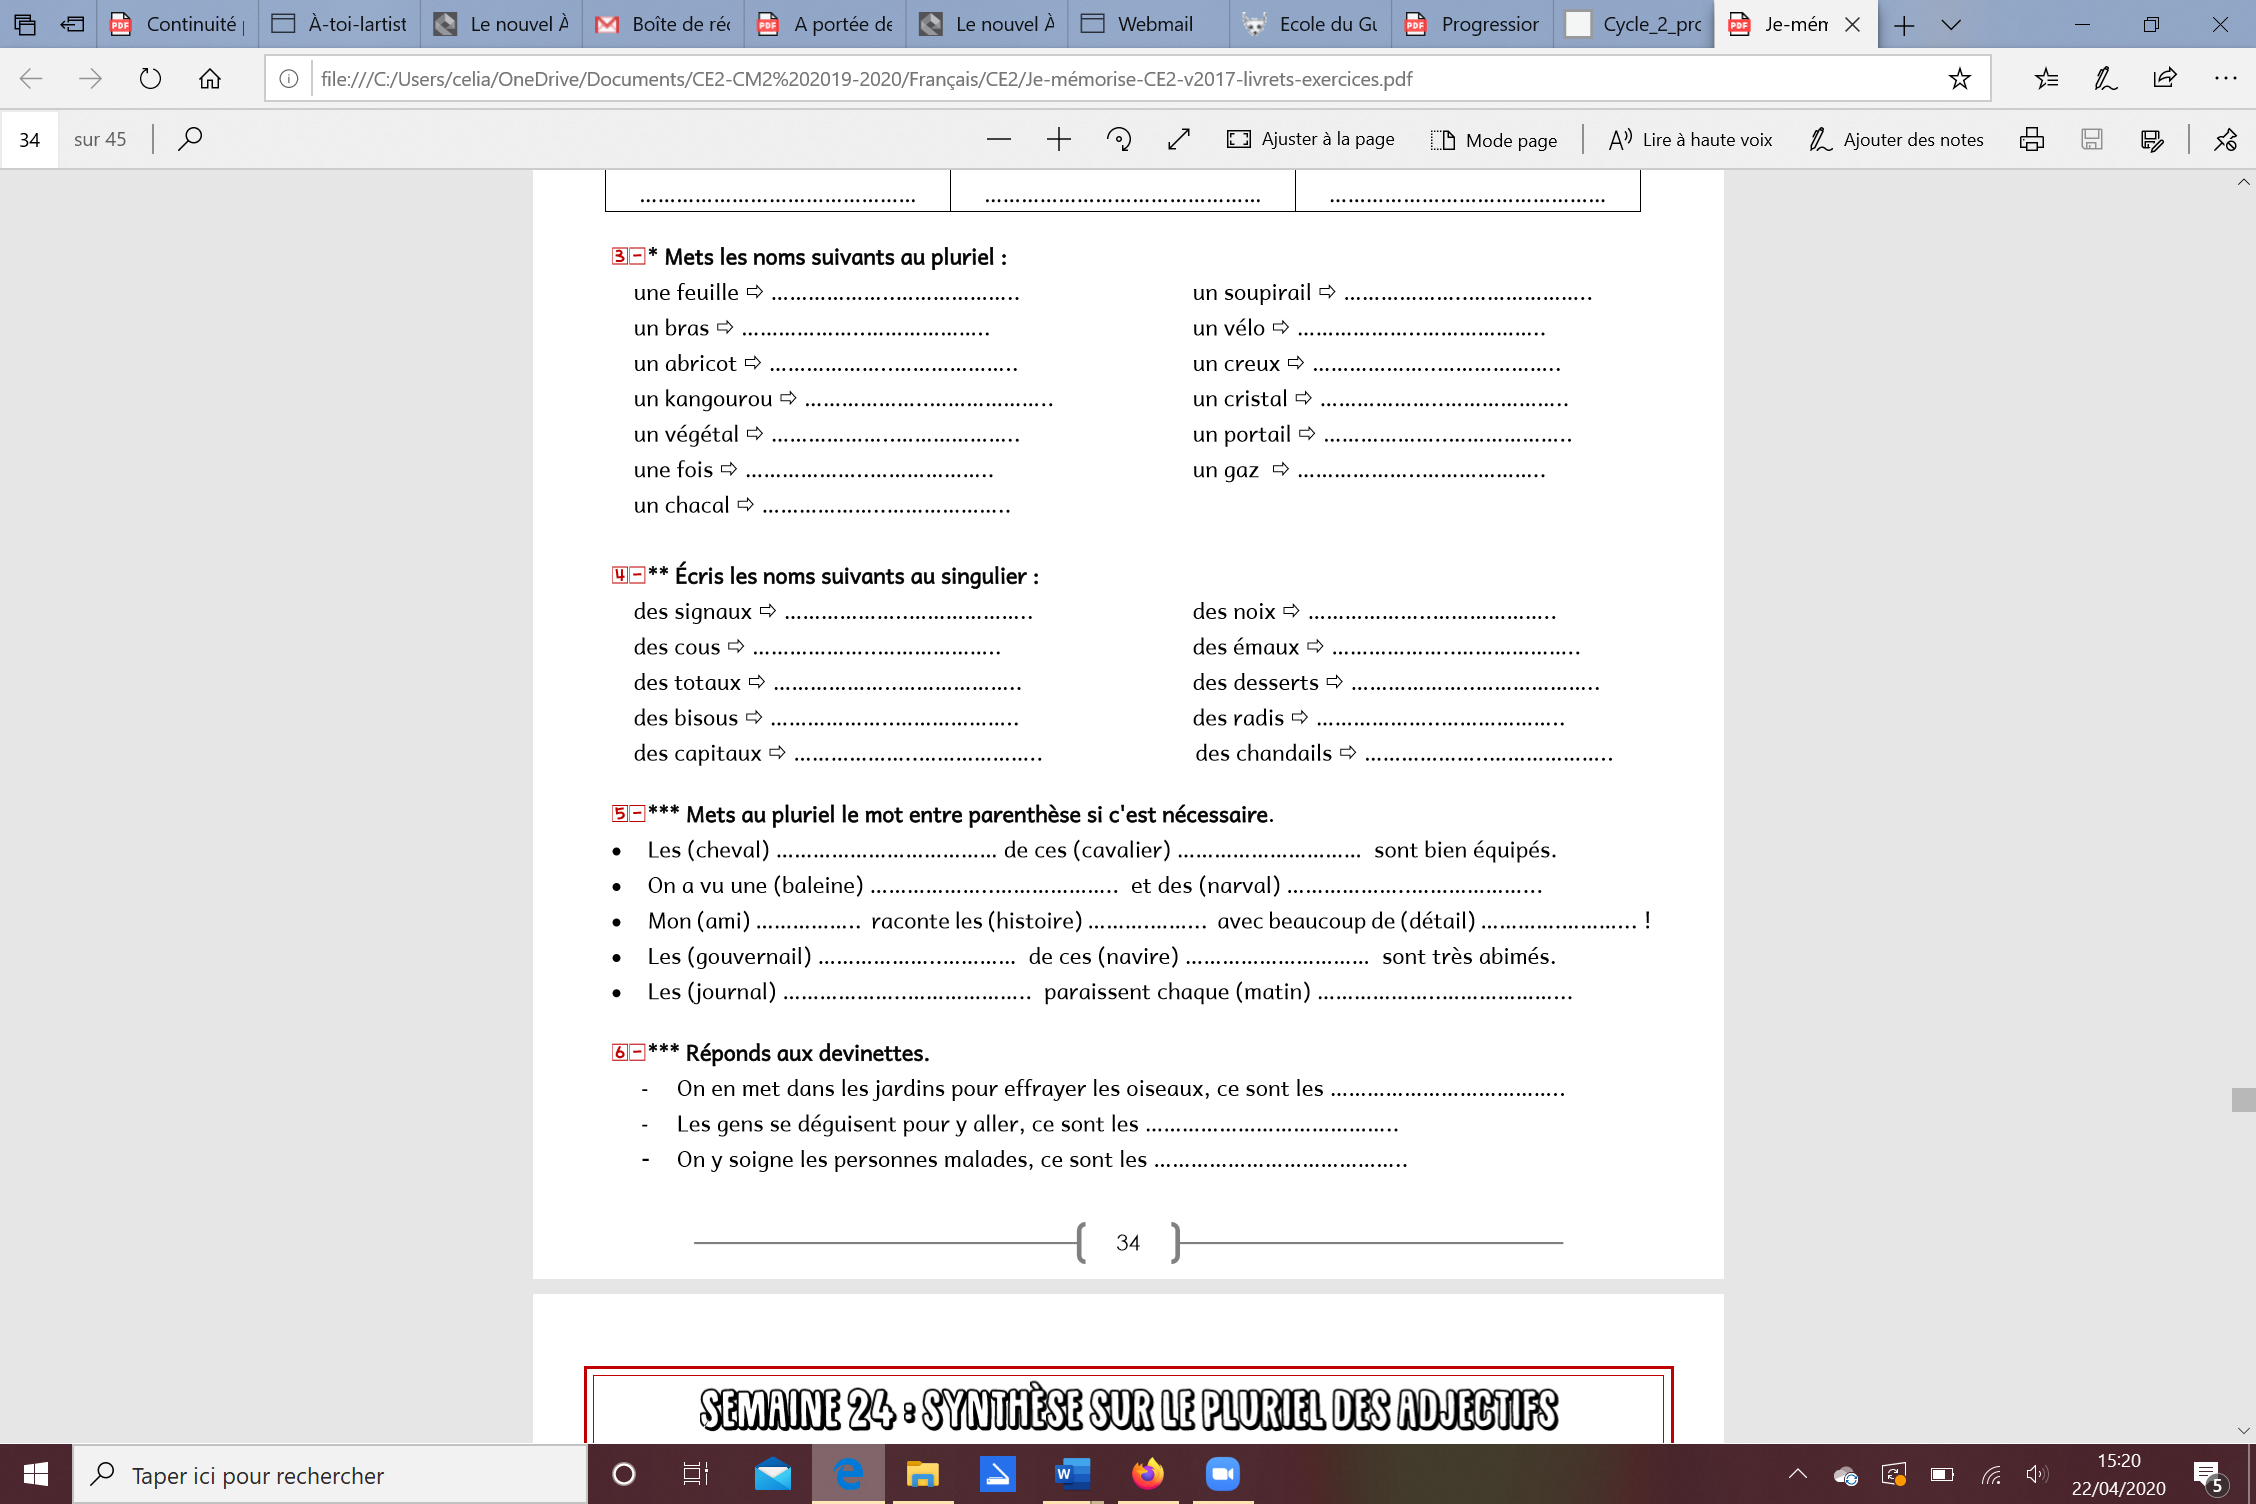 Continuité
À-toi-lartist
Le nouvel À
Boîte de réc
A portée de
Le nouvel À
Webmail
Ecole du Gu
Progression
Cycle_2_pro
Je-mém
file:///C:/Users/celia/OneDrive/Documents/CE2-CM2%202019-2020/Français/CE2/Je-mémorise-CE2-v2017-livrets-exercices.pdf
34 sur 45
Ajuster à la page
Mode page
Lire à haute voix
Ajouter des notes
3- * Mets les noms suivants au pluriel :
une feuille ⇨ ........................................
un soupirail ⇨ ........................................
un bras ⇨ ........................................
un vélo ⇨ ........................................
un abricot ⇨ ........................................
un creux ⇨ ........................................
un kangourou ⇨ ........................................
un cristal ⇨ ........................................
un végétal ⇨ ........................................
un portail ⇨ ........................................
une fois ⇨ ........................................
un gaz ⇨ ........................................
un chacal ⇨ ........................................
4- ** Écris les noms suivants au singulier :
des signaux ⇨ ........................................
des noix ⇨ ........................................
des cous ⇨ ........................................
des émaux ⇨ ........................................
des totaux ⇨ ........................................
des desserts ⇨ ........................................
des bisous ⇨ ........................................
des radis ⇨ ........................................
des capitaux ⇨ ........................................
des chandails ⇨ ........................................
5- *** Mets au pluriel le mot entre parenthèse si c'est nécessaire.
• Les (cheval) .................................... de ces (cavalier) .............................. sont bien équipés.
• On a vu une (baleine) ........................................ et des (narval) ........................................
• Mon (ami) ................. raconte les (histoire) ................... avec beaucoup de (détail) ......................... !
• Les (gouvernail) ................................ de ces (navire) .............................. sont très abimés.
• Les (journal) ........................................ paraissent chaque (matin) ........................................
6- *** Réponds aux devinettes.
- On en met dans les jardins pour effrayer les oiseaux, ce sont les ......................................
- Les gens se déguisent pour y aller, ce sont les ........................................
- On y soigne les personnes malades, ce sont les ........................................
34
SEMAINE 24 : SYNTHÈSE SUR LE PLURIEL DES ADJECTIFS
Taper ici pour rechercher
15:20
22/04/2020
5